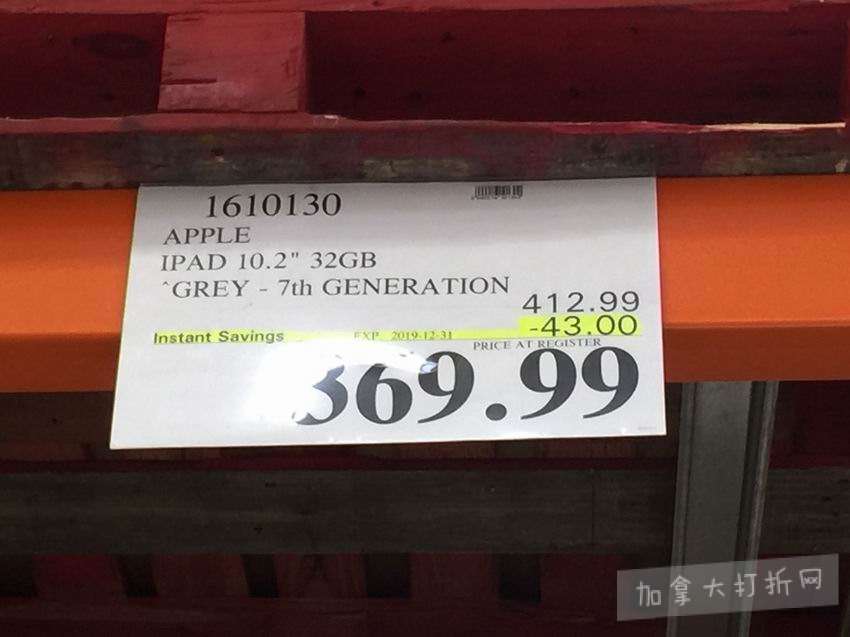 1610130
APPLE
IPAD 10.2" 32GB
^GREY - 7th GENERATION
412.99
Instant Savings EXP. 2019-12-31 -43.00
PRICE AT REGISTER
369.99
加拿大打折网